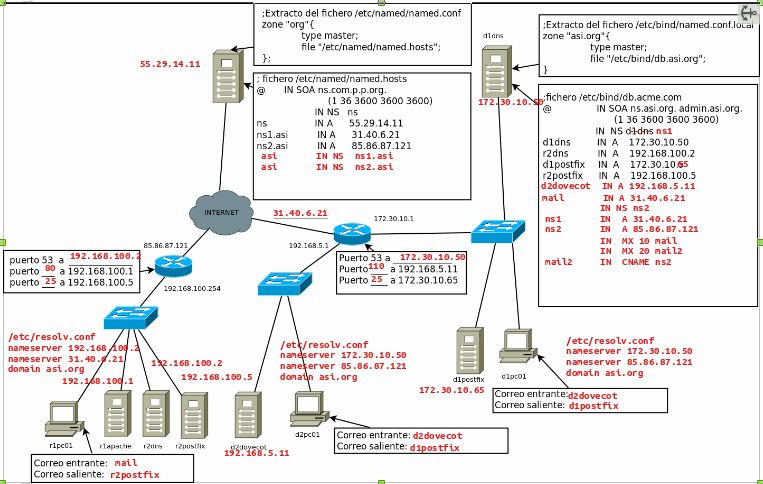 ;Extracto del fichero /etc/named/named.conf
zone "org"{
type master;
file "/etc/named/named.hosts";
};
55.29.14.11
; fichero /etc/named/named.hosts
@ IN SOA ns.com.p.p.org.
(1 36 3600 3600 3600)
IN NS ns
ns IN A 55.29.14.11
ns1.asi IN A 31.40.6.21
ns2.asi IN A 85.86.87.121
asi IN NS ns1.asi
asi IN NS ns2.asi
d1dns
172.30.10.50
;Extracto del fichero /etc/bind/named.conf.local
zone "asi.org"{
type master;
file "/etc/bind/db.asi.org";
}
;fichero /etc/bind/db.acme.com
@ IN SOA ns.asi.org. admin.asi.org.
(1 36 3600 3600 3600)
IN NS d1dns ns1
d1dns IN A 172.30.10.50
r2dns IN A 192.168.100.2
d1postfix IN A 172.30.10.65
r2postfix IN A 192.168.100.5
d2dovecot IN A 192.168.5.11
mail IN A 31.40.6.21
IN NS ns2
ns1 IN A 31.40.6.21
ns2 IN A 85.86.87.121
IN MX 10 mail
IN MX 20 mail2
mail2 IN CNAME ns2
INTERNET
31.40.6.21
172.30.10.1
192.168.5.1
85.86.87.121
192.168.100.254
puerto 53 a 192.168.100.2
puerto 80 a 192.168.100.1
puerto 25 a 192.168.100.5
Puerto 53 a 172.30.10.50
Puerto 110 a 192.168.5.11
Puerto 25 a 172.30.10.65
/etc/resolv.conf
nameserver 192.168.100.2
nameserver 31.40.6.21
domain asi.org
192.168.100.1
192.168.100.2
192.168.100.5
/etc/resolv.conf
nameserver 172.30.10.50
nameserver 85.86.87.121
domain asi.org
/etc/resolv.conf
nameserver 172.30.10.50
nameserver 85.86.87.121
domain asi.org
d1postfix
172.30.10.65
d1pc01
Correo entrante: d2dovecot
Correo saliente: d1postfix
r1pc01
r1apache
r2dns
r2postfix
d2dovecot
192.168.5.11
d2pc01
Correo entrante: d2dovecot
Correo saliente: d1postfix
Correo entrante: mail
Correo saliente: r2postfix